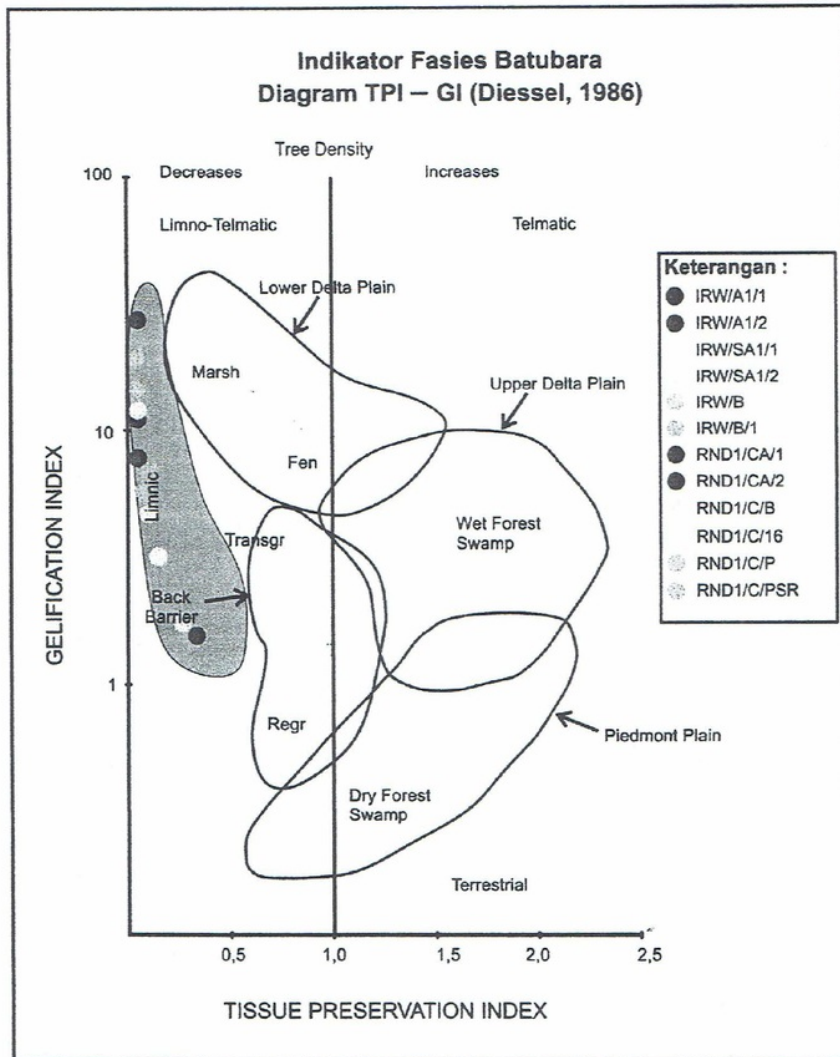 Indikator Fasies Batubara
Diagram TPI — GI (Diessel, 1986)
Tree Density
Decreases
Increases
Limno-Telmatic
Telmatic
100
10
1
GELIFICATION INDEX
Lower Delta Plain
Marsh
Fen
Upper Delta Plain
Wet Forest
Swamp
Limnic
Transgr
Back
Barrier
Regr
Piedmont Plain
Dry Forest
Swamp
Terrestrial
0,5
1,0
1,5
2,0
2,5
TISSUE PRESERVATION INDEX
Keterangan :
IRW/A1/1
IRW/A1/2
IRW/SA1/1
IRW/SA1/2
IRW/B
IRW/B/1
RND1/CA/1
RND1/CA/2
RND1/C/B
RND1/C/16
RND1/C/P
RND1/C/PSR